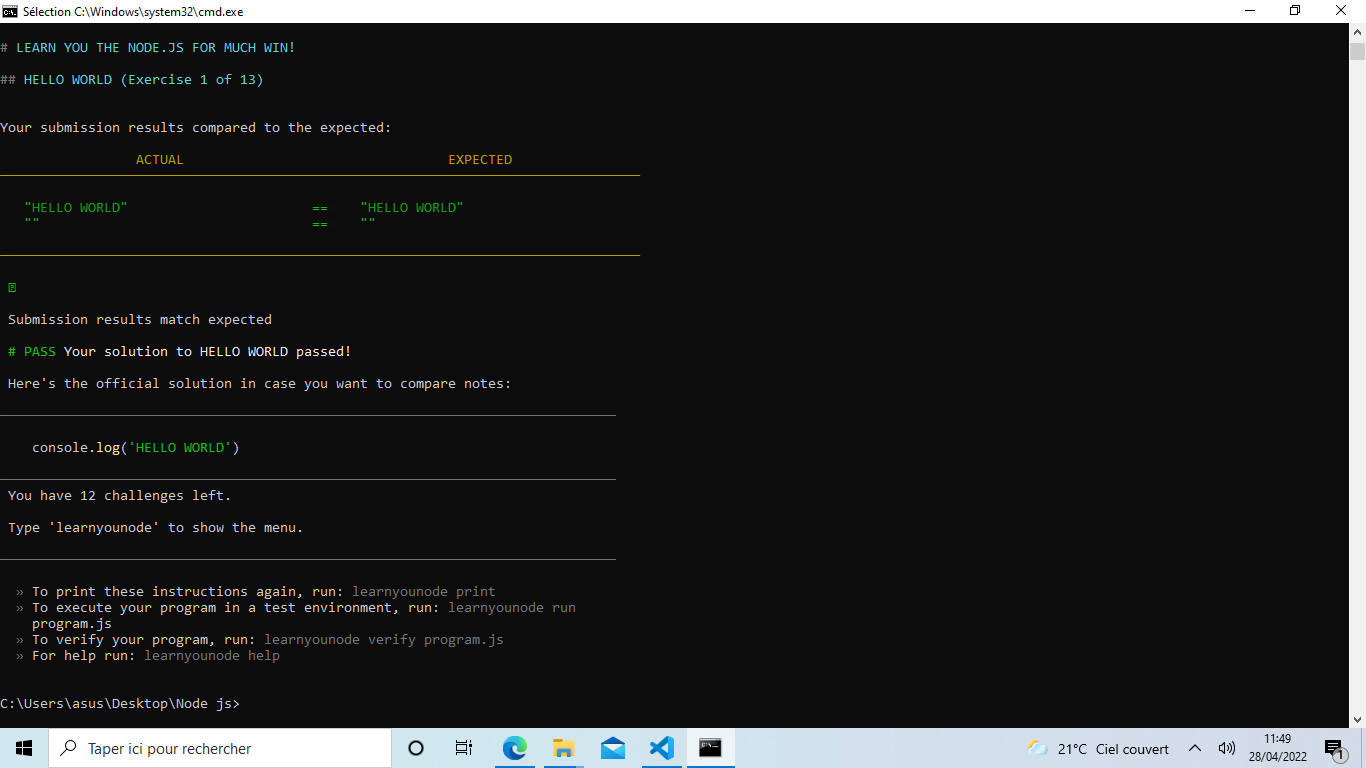 Sélection C:\Windows\system32\cmd.exe
# LEARN YOU THE NODE.JS FOR MUCH WIN!
## HELLO WORLD (Exercise 1 of 13)
Your submission results compared to the expected:
ACTUAL EXPECTED
"HELLO WORLD" == "HELLO WORLD"
"" == ""
Submission results match expected
# PASS Your solution to HELLO WORLD passed!
Here's the official solution in case you want to compare notes:
console.log('HELLO WORLD')
You have 12 challenges left.
Type 'learnyounode' to show the menu.
» To print these instructions again, run: learnyounode print
» To execute your program in a test environment, run: learnyounode run
program.js
» To verify your program, run: learnyounode verify program.js
» For help run: learnyounode help
C:\Users\asus\Desktop\Node js>
Taper ici pour rechercher
21°C Ciel couvert
11:49
28/04/2022
1